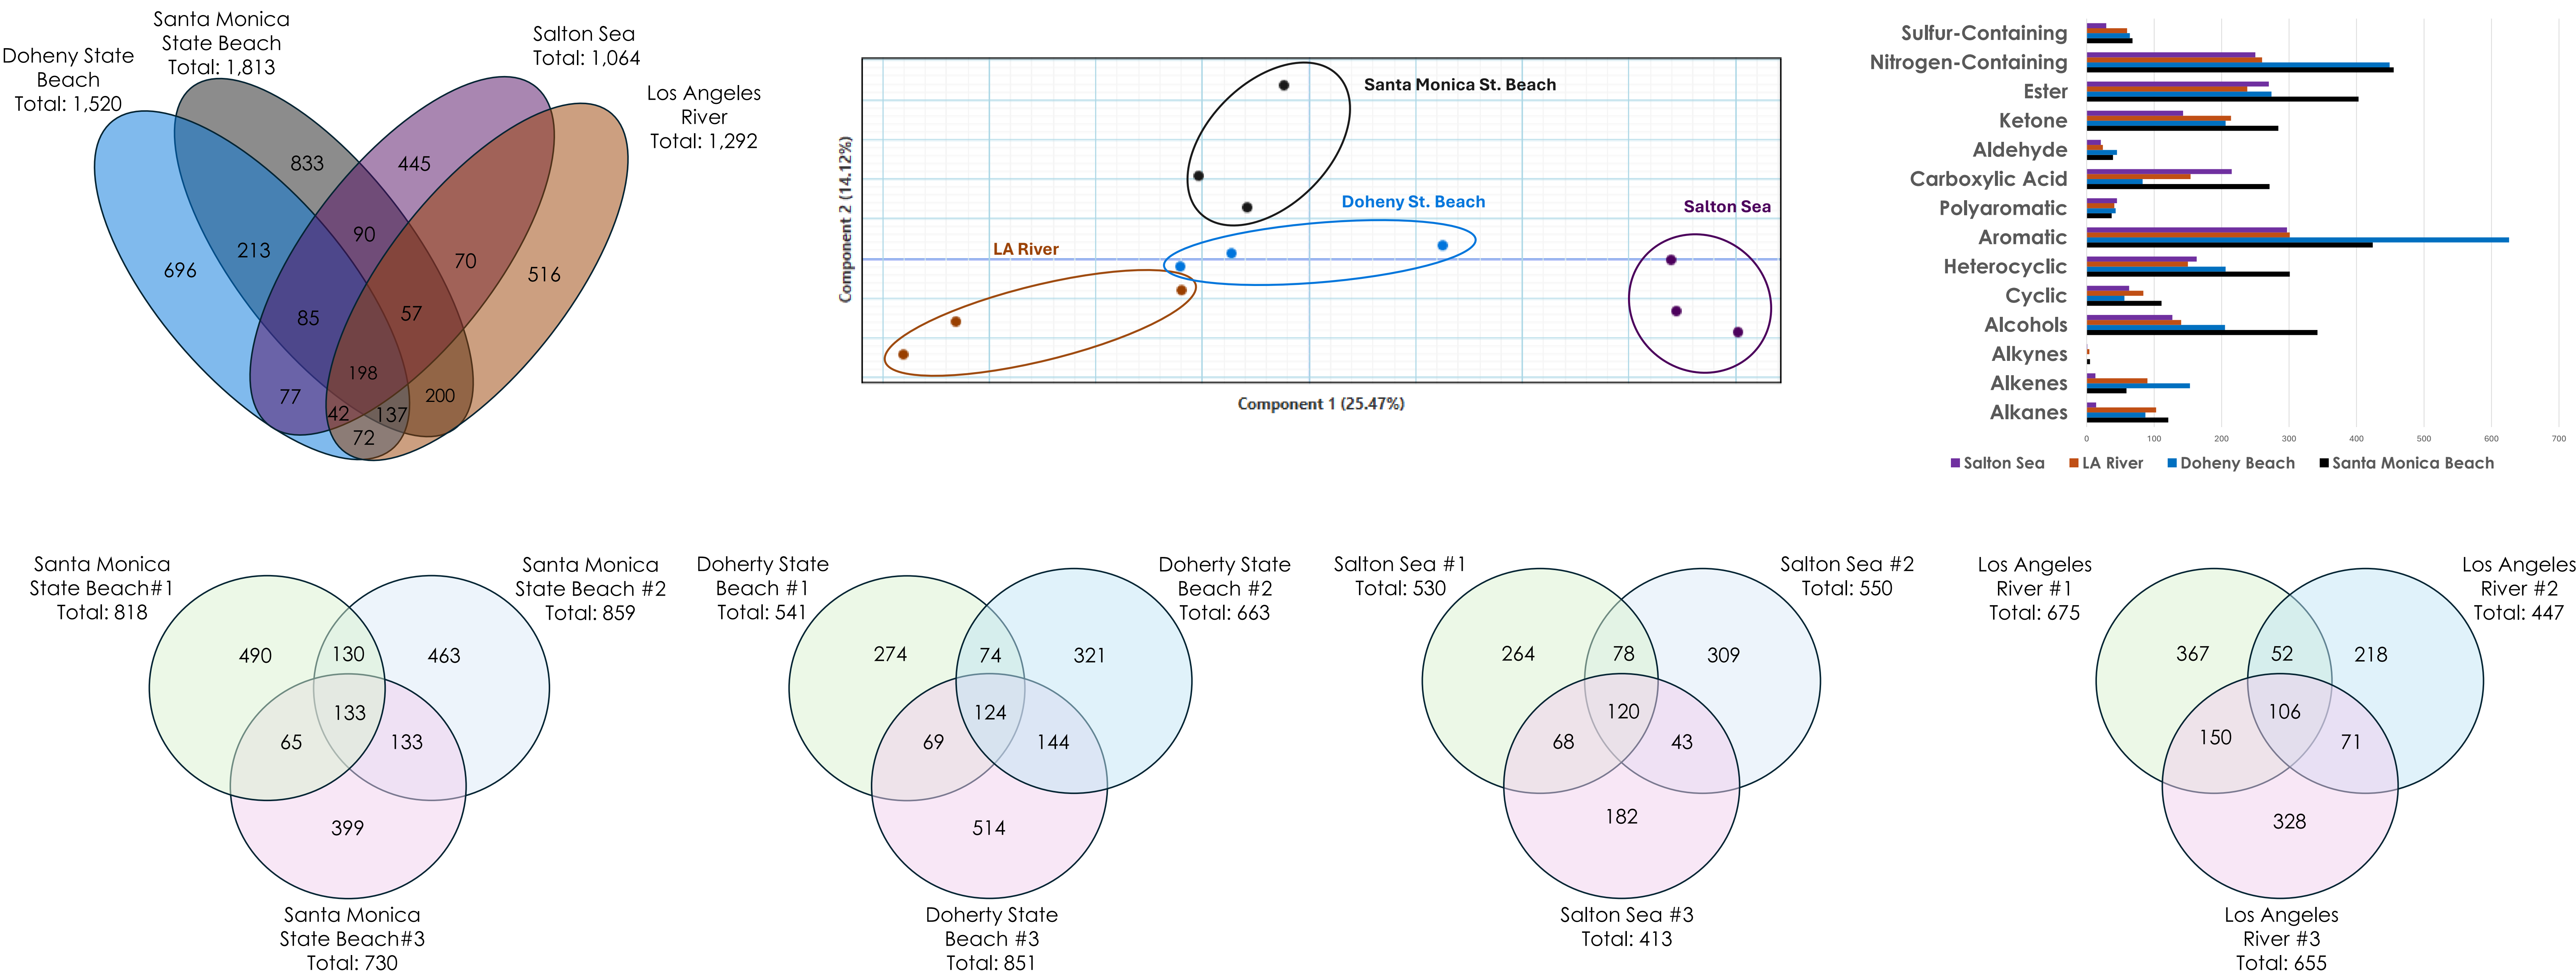 Doheny State
Beach
Total: 1,520
Santa Monica
State Beach
Total: 1,813
Salton Sea
Total: 1,064
Los Angeles
River
Total: 1,292
833
445
90
213
70
696
516
85
57
198
77
200
42
137
72
Component 2 (14.12%)
Santa Monica St. Beach
Doheny St. Beach
Salton Sea
LA River
Component 1 (25.47%)
Sulfur-Containing
Nitrogen-Containing
Ester
Ketone
Aldehyde
Carboxylic Acid
Polyaromatic
Aromatic
Heterocyclic
Cyclic
Alcohols
Alkynes
Alkenes
Alkanes
0 100 200 300 400 500 600 700
Salton Sea LA River Doheny Beach Santa Monica Beach
Santa Monica
State Beach#1
Total: 818
Santa Monica
State Beach #2
Total: 859
490 130 463
133
65 133
399
Santa Monica
State Beach#3
Total: 730
Doherty State
Beach #1
Total: 541
Doherty State
Beach #2
Total: 663
274 74 321
124
69 144
514
Doherty State
Beach #3
Total: 851
Salton Sea #1
Total: 530
Salton Sea #2
Total: 550
264 78 309
120
68 43
182
Salton Sea #3
Total: 413
Los Angeles
River #1
Total: 675
Los Angeles
River #2
Total: 447
367 52 218
106
150 71
328
Los Angeles
River #3
Total: 655